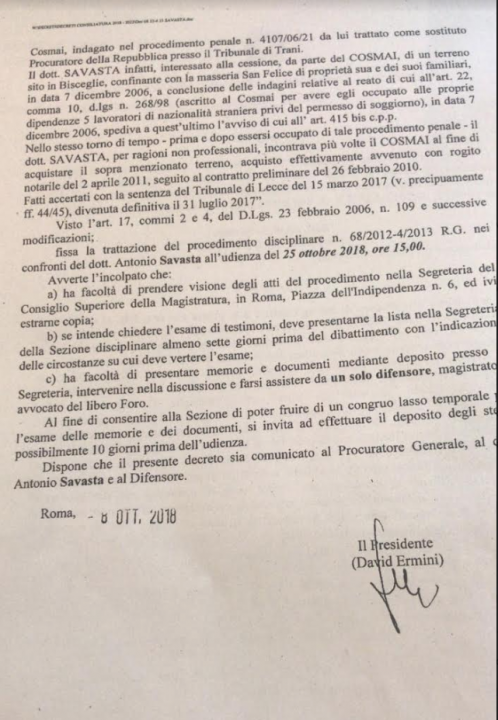 Cosmai, indagato nel procedimento penale n. 4107/06/21 da lui trattato come sostituto
Procuratore della Repubblica presso il Tribunale di Trani.
Il dott. SAVASTA infatti, interessato alla cessione, da parte del COSMAI, di un terreno
sito in Bisceglie, confinante con la masseria San Felice di proprietà sua e dei suoi familiari,
in data 7 dicembre 2006, a conclusione delle indagini relative al reato di cui all'art. 22,
comma 10, d.lgs n. 268/98 (ascritto al Cosmai per avere egli occupato alle proprie
dipendenze 5 lavoratori di nazionalità straniera privi del permesso di soggiorno), in data 7
dicembre 2006, spediva a quest'ultimo l'avviso di cui all' art. 415 bis c.p.p.
Nello stesso torno di tempo - prima e dopo essersi occupato di tale procedimento penale - il
dott. SAVASTA, per ragioni non professionali, incontrava più volte il COSMAI al fine di
acquistare il sopra menzionato terreno, acquisto effettivamente avvenuto con rogito
notarile del 2 aprile 2011, seguito al contratto preliminare del 26 febbraio 2010.
Fatti accertati con la sentenza del Tribunale di Lecce del 15 marzo 2017 (v. precipuamente
ff. 44/45), divenuta definitiva il 31 luglio 2017".
Visto l'art. 17, commi 2 e 4, del D.Lgs. 23 febbraio 2006, n. 109 e successive
modificazioni;
fissa la trattazione del procedimento disciplinare n. 68/2012-4/2013 R.G. nei
confronti del dott. Antonio Savasta all'udienza del 25 ottobre 2018, ore 15,00.
Avverte l'incolpato che:
a) ha facoltà di prendere visione degli atti del procedimento nella Segreteria del
Consiglio Superiore della Magistratura, in Roma, Piazza dell'Indipendenza n. 6, ed ivi
estrarne copia;
b) se intende chiedere l'esame di testimoni, deve presentarne la lista nella Segreteria
della Sezione disciplinare almeno sette giorni prima del dibattimento con l'indicazione
delle circostanze su cui deve vertere l'esame;
c) ha facoltà di presentare memorie e documenti mediante deposito presso
Segreteria, intervenire nella discussione e farsi assistere da un solo difensore, magistrato
avvocato del libero Foro.
Al fine di consentire alla Sezione di poter fruire di un congruo lasso temporale
l'esame delle memorie e dei documenti, si invita ad effettuare il deposito degli
possibilmente 10 giorni prima dell'udienza.
Dispone che il presente decreto sia comunicato al Procuratore Generale, al
Antonio Savasta e al Difensore.
Roma, - 8 OTT. 2018
Il Presidente
(David Ermini)